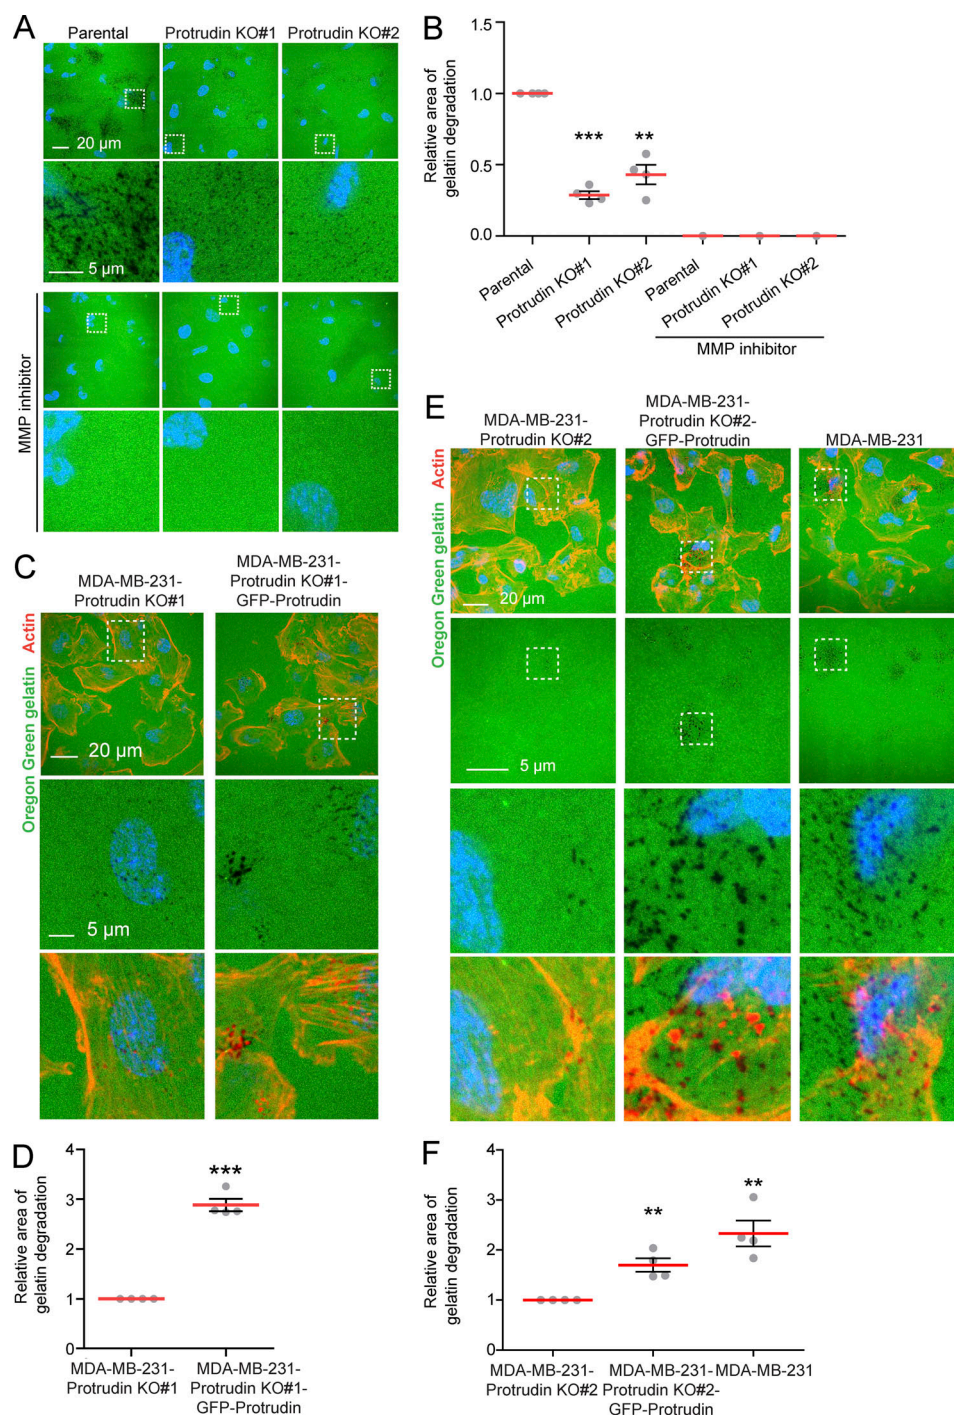 A
Parental
Protrudin KO#1
Protrudin KO#2
20 µm
5 µm
MMP inhibitor
B
Relative area of
gelatin degradation
1.5
1.0
0.5
0.0
***
**
Parental
Protrudin KO#1
Protrudin KO#2
Parental
Protrudin KO#1
Protrudin KO#2
MMP inhibitor
C
MDA-MB-231-
Protrudin KO#1
MDA-MB-231-
Protrudin KO#1-
GFP-Protrudin
Oregon Green gelatin Actin
20 µm
5 µm
D
Relative area of
gelatin degradation
4
3
2
1
0
***
MDA-MB-231-
Protrudin KO#1
MDA-MB-231-
Protrudin KO#1-
GFP-Protrudin
E
MDA-MB-231-
Protrudin KO#2
MDA-MB-231-
Protrudin KO#2-
GFP-Protrudin
MDA-MB-231
Oregon Green gelatin Actin
20 µm
5 µm
F
Relative area of
gelatin degradation
4
3
2
1
0
**
**
MDA-MB-231-
Protrudin KO#2
MDA-MB-231-
Protrudin KO#2-
GFP-Protrudin
MDA-MB-231